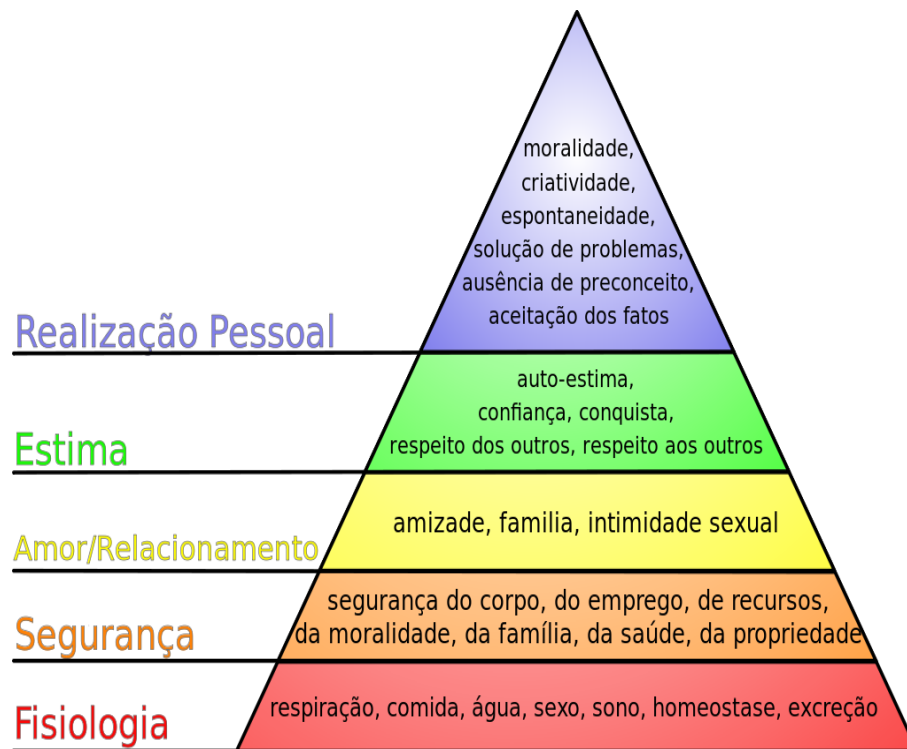 moralidade,
criatividade,
espontaneidade,
solução de problemas,
ausência de preconceito,
aceitação dos fatos
Realização Pessoal
auto-estima,
confiança, conquista,
respeito dos outros, respeito aos outros
Estima
amizade, familia, intimidade sexual
Amor/Relacionamento
segurança do corpo, do emprego, de recursos,
da moralidade, da família, da saúde, da propriedade
Segurança
respiração, comida, água, sexo, sono, homeostase, excreção
Fisiologia